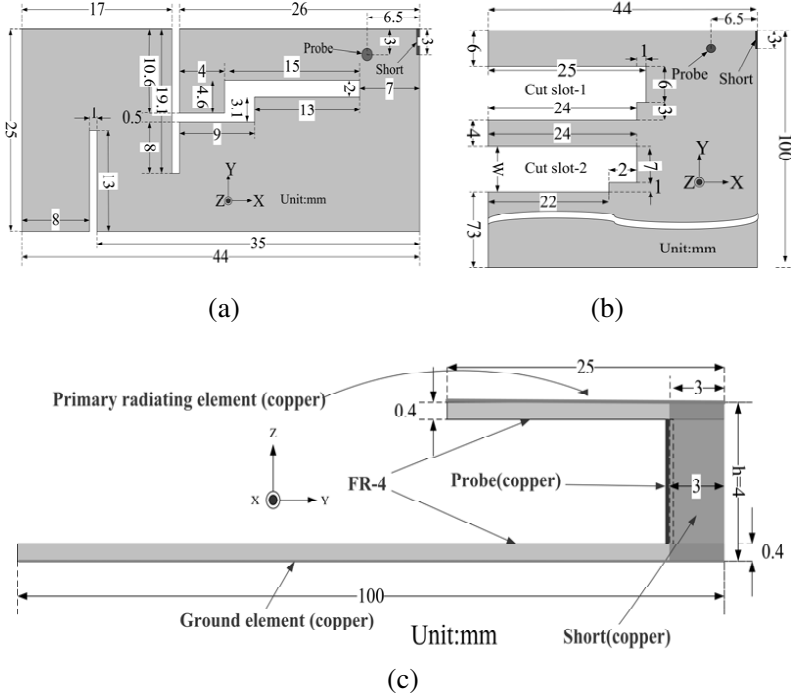 17
26
6.5
3
3
Probe
Short
10.6
19.1
4
15
4.6
2
7
3.1
13
0.5
1
9
8
25
13
Y
Z
X
Unit:mm
8
35
44
(a)
44
6.5
3
6
1
Probe
Short
25
Cut slot-1
6
24
3
4
24
100
Y
Z
X
W
Cut slot-2
2
7
1
22
73
Unit:mm
(b)
25
Primary radiating element (copper)
3
0.4
Z
X
Y
FR-4
Probe(copper)
3
h=4
0.4
100
Ground element (copper)
Unit:mm
Short(copper)
(c)